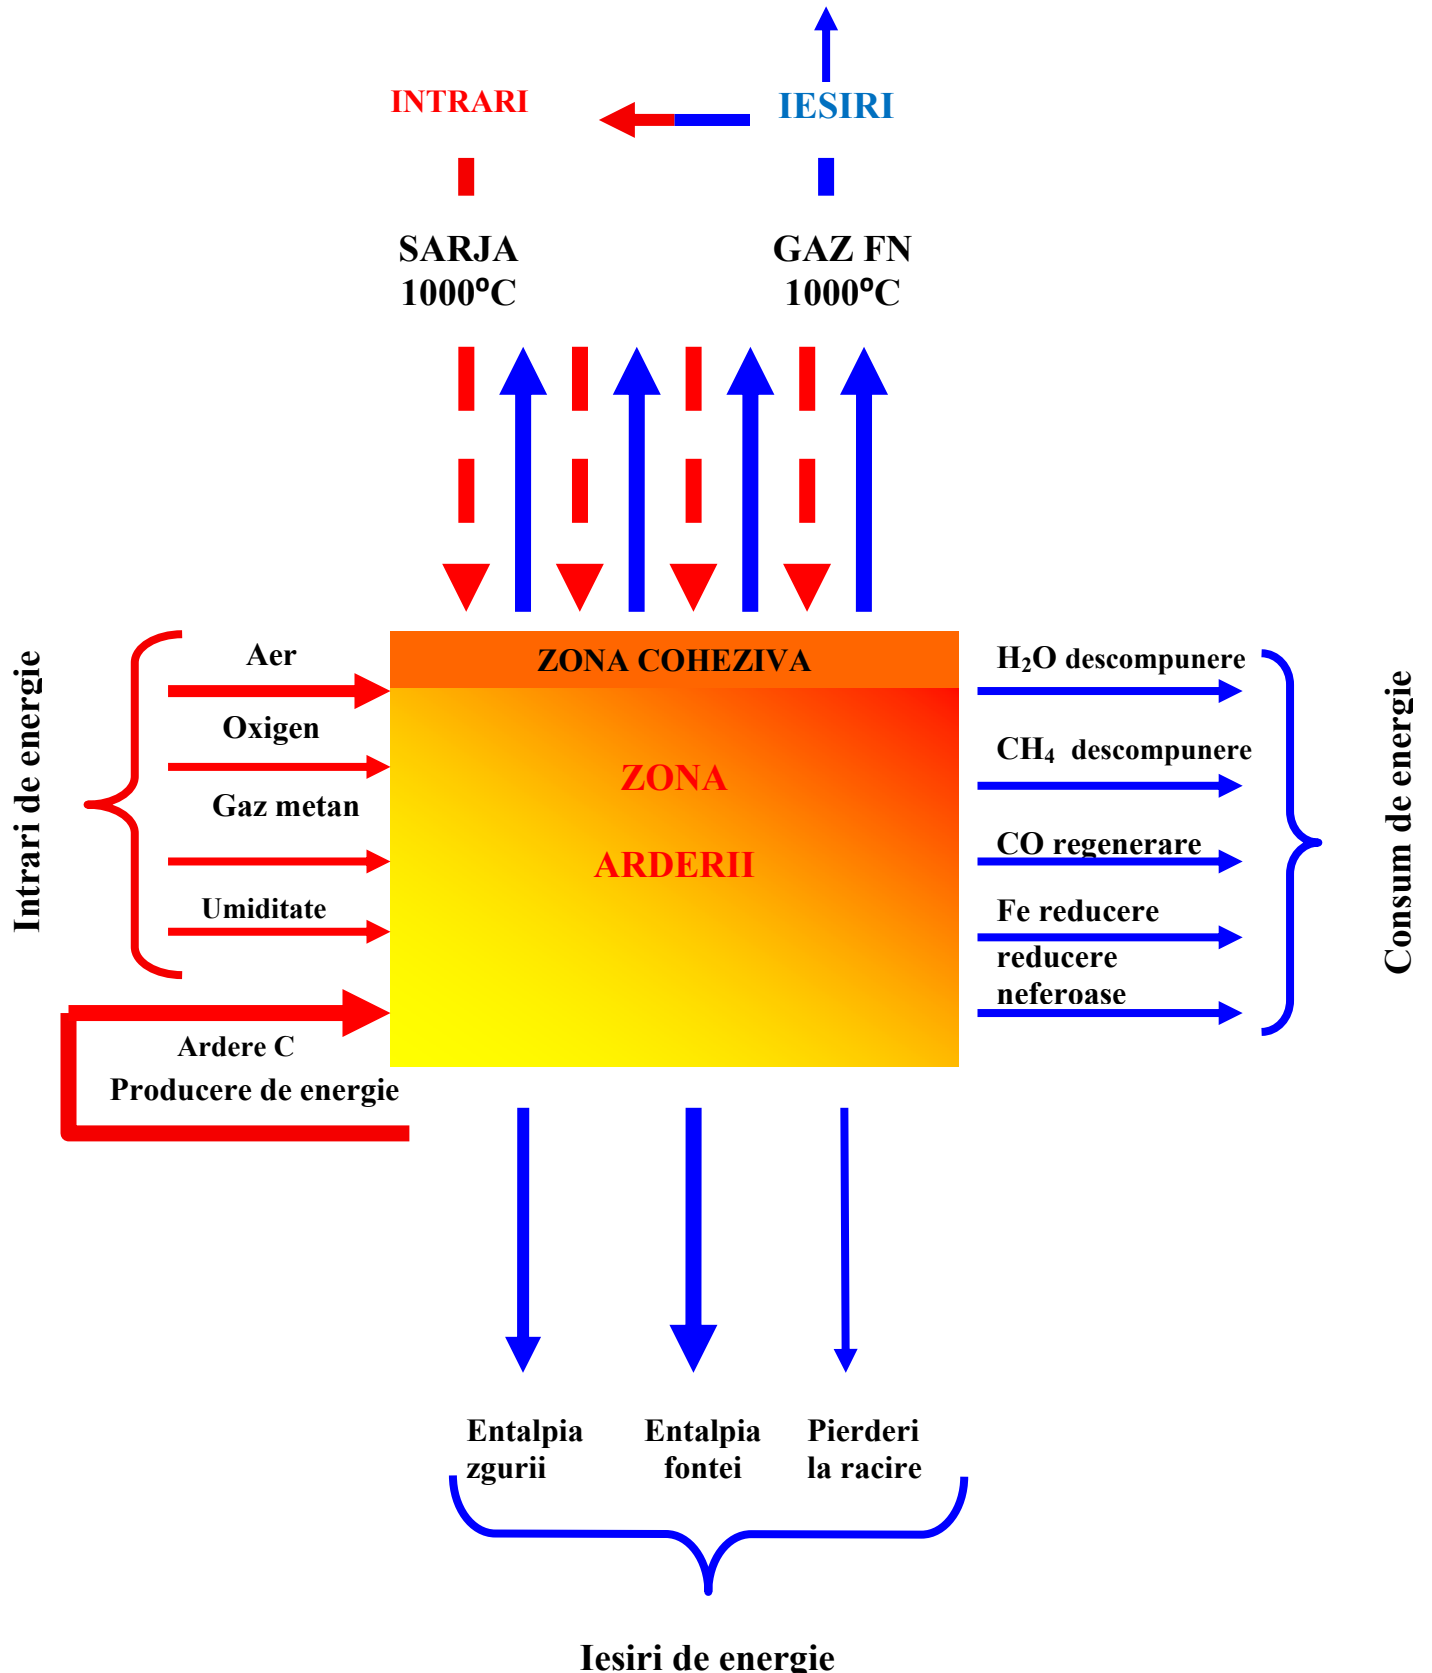 INTRARI
IESIRI
SARJA
1000⁰C
GAZ FN
1000⁰C
Intrari de energie
Aer
Oxigen
Gaz metan
Umiditate
Ardere C
Producere de energie
ZONA COHEZIVA
ZONA
ARDERII
H₂O descompunere
CH₄ descompunere
CO regenerare
Fe reducere
reducere
neferoase
Consum de energie
Entalpia
zgurii
Entalpia
fontei
Pierderi
la racire
Iesiri de energie